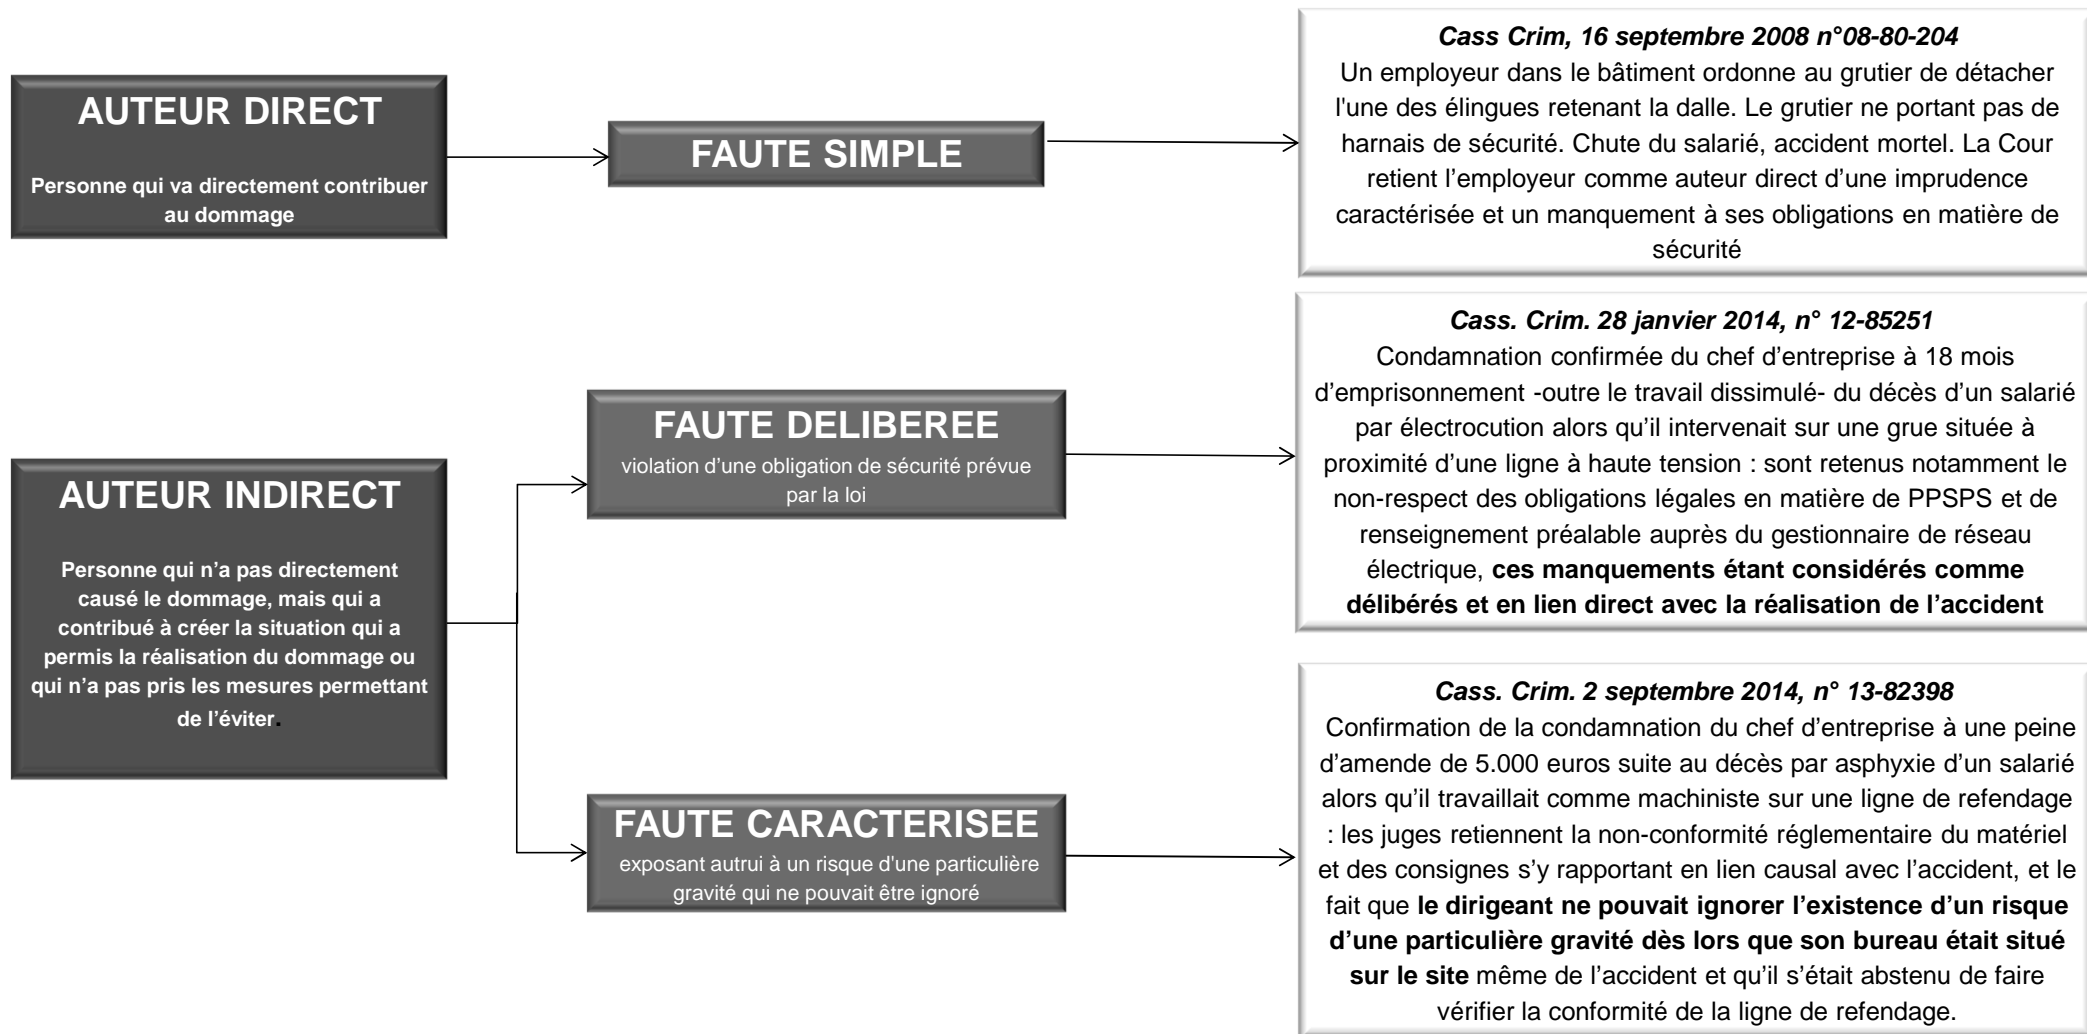 AUTEUR DIRECT
Personne qui va directement contribuer
au dommage
FAUTE SIMPLE
Cass Crim, 16 septembre 2008 n°08-80-204
Un employeur dans le bâtiment ordonne au grutier de détacher
l'une des élingues retenant la dalle. Le grutier ne portant pas de
harnais de sécurité. Chute du salarié, accident mortel. La Cour
retient l’employeur comme auteur direct d’une imprudence
caractérisée et un manquement à ses obligations en matière de
sécurité
AUTEUR INDIRECT
Personne qui n’a pas directement
causé le dommage, mais qui a
contribué à créer la situation qui a
permis la réalisation du dommage ou
qui n’a pas pris les mesures permettant
de l’éviter.
FAUTE DELIBEREE
violation d’une obligation de sécurité prévue
par la loi
Cass. Crim. 28 janvier 2014, n° 12-85251
Condamnation confirmée du chef d’entreprise à 18 mois
d’emprisonnement -outre le travail dissimulé- du décès d’un salarié
par électrocution alors qu’il intervenait sur une grue située à
proximité d’une ligne à haute tension : sont retenus notamment le
non-respect des obligations légales en matière de PPSPS et de
renseignement préalable auprès du gestionnaire de réseau
électrique, ces manquements étant considérés comme
délibérés et en lien direct avec la réalisation de l’accident
FAUTE CARACTERISEE
exposant autrui à un risque d'une particulière
gravité qui ne pouvait être ignoré
Cass. Crim. 2 septembre 2014, n° 13-82398
Confirmation de la condamnation du chef d’entreprise à une peine
d’amende de 5.000 euros suite au décès par asphyxie d’un salarié
alors qu’il travaillait comme machiniste sur une ligne de refendage
: les juges retiennent la non-conformité réglementaire du matériel
et des consignes s’y rapportant en lien causal avec l’accident, et le
fait que le dirigeant ne pouvait ignorer l’existence d’un risque
d’une particulière gravité dès lors que son bureau était situé
sur le site même de l’accident et qu’il s’était abstenu de faire
vérifier la conformité de la ligne de refendage.